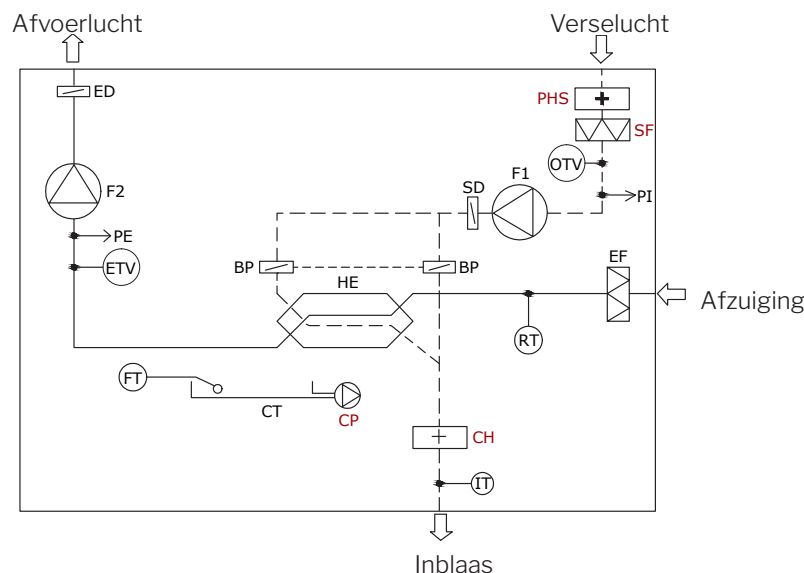 Afvoerlucht
Verselucht
ED
PHS
SF
OTV
F1
SD
PI
F2
PE
ETV
BP
BP
EF
HE
Afzuiging
RT
FT
CT
CP
CH
IT
Inblaas